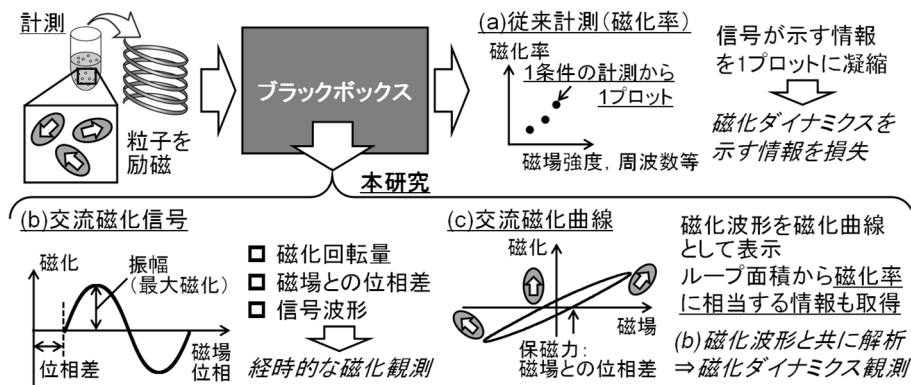 計測
粒子を
励磁
ブラックボックス
(a)従来計測(磁化率)
磁化率
1条件の計測から
1プロット
磁場強度, 周波数等
信号が示す情報
を1プロットに凝縮
磁化ダイナミクスを
示す情報を損失
本研究
(b)交流磁化信号
磁化
振幅
(最大磁化)
位相差
磁場
位相
磁化回転量
磁場との位相差
信号波形
経時的な磁化観測
(c)交流磁化曲線
磁化
磁場
保磁力:
磁場との位相差
磁化波形を磁化曲線
として表示
ループ面積から磁化率
に相当する情報も取得
(b)磁化波形と共に解析
⇒磁化ダイナミクス観測